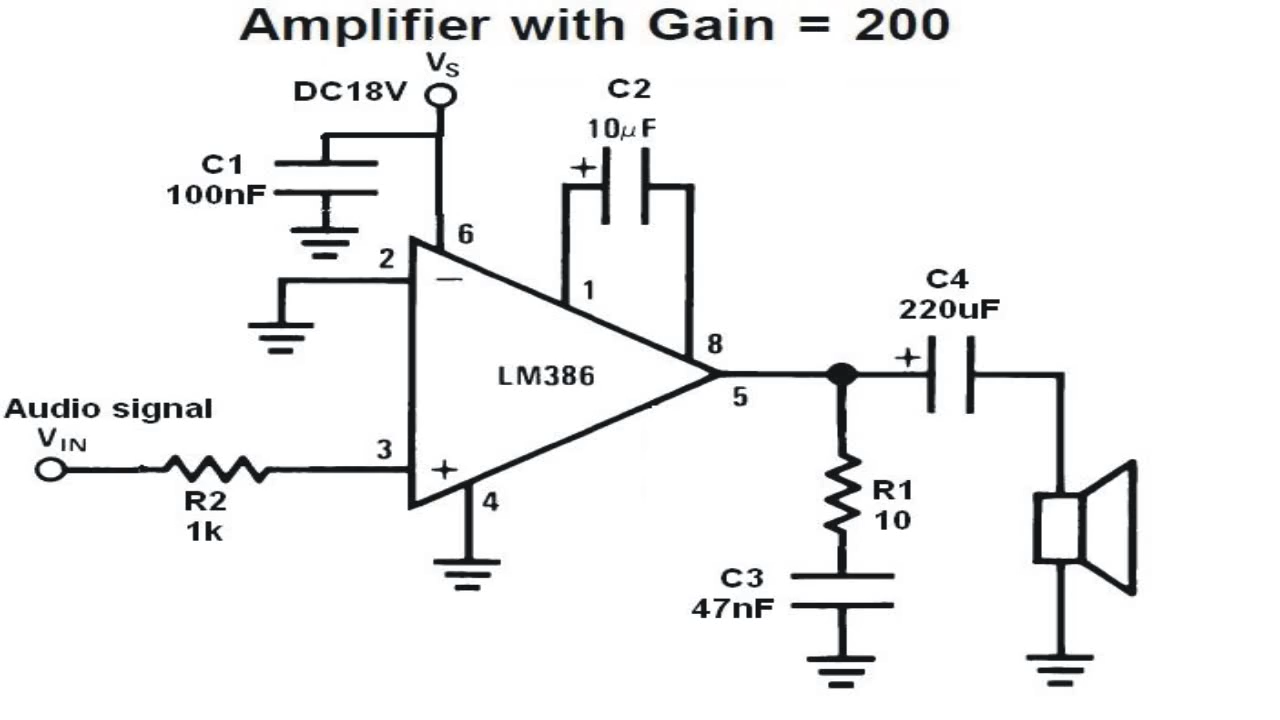 Amplifier with Gain = 200
VS
DC18V
C2
10μF
+
C1
100nF
6
2
−
1
C4
220uF
8
+
LM386
5
Audio signal
VIN
3
+
R2
1k
4
R1
10
C3
47nF